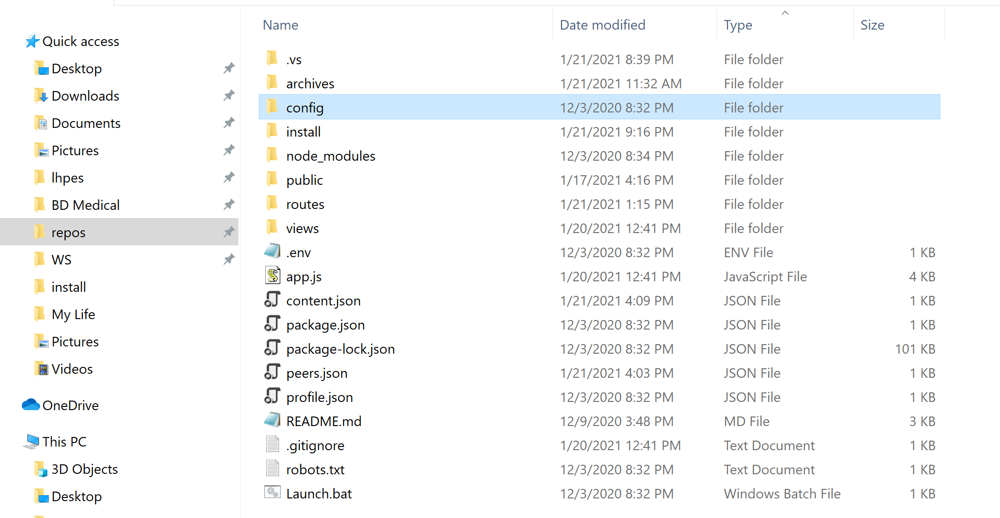 Quick access
Desktop
Downloads
Documents
Pictures
lhpes
BD Medical
repos
WS
install
My Life
Pictures
Videos
OneDrive
This PC
3D Objects
Desktop
Name Date modified Type Size
.vs 1/21/2021 8:39 PM File folder
archives 1/21/2021 11:32 AM File folder
config 12/3/2020 8:32 PM File folder
install 1/21/2021 9:16 PM File folder
node_modules 12/3/2020 8:34 PM File folder
public 1/17/2021 4:16 PM File folder
routes 1/21/2021 1:15 PM File folder
views 1/20/2021 12:41 PM File folder
.env 12/3/2020 8:32 PM ENV File 1 KB
app.js 1/20/2021 12:41 PM JavaScript File 4 KB
content.json 1/21/2021 4:09 PM JSON File 1 KB
package.json 12/3/2020 8:32 PM JSON File 1 KB
package-lock.json 12/3/2020 8:32 PM JSON File 101 KB
peers.json 1/21/2021 4:03 PM JSON File 1 KB
profile.json 12/3/2020 8:32 PM JSON File 1 KB
README.md 12/9/2020 3:48 PM MD File 3 KB
.gitignore 1/20/2021 12:41 PM Text Document 1 KB
robots.txt 12/3/2020 8:32 PM Text Document 1 KB
Launch.bat 12/3/2020 8:32 PM Windows Batch File 1 KB